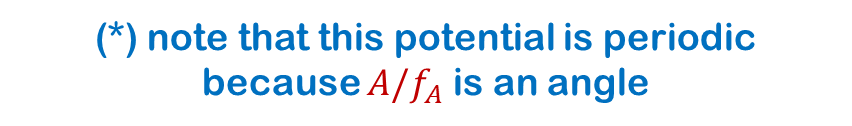 (*) note that this potential is periodic
because A/f_A is an angle